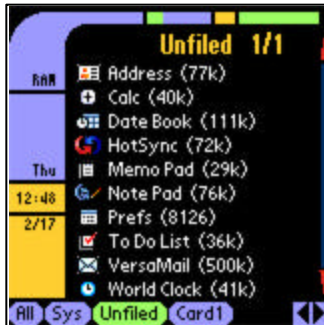 Unfiled 1/1
RAM
Address (77k)
Calc (40k)
Date Book (111k)
HotSync (72k)
Thu
Memo Pad (29k)
12:48
Note Pad (76k)
2/17
Prefs (8126)
To Do List (36k)
VersaMail (500k)
World Clock (41k)
All Sys Unfiled Card1